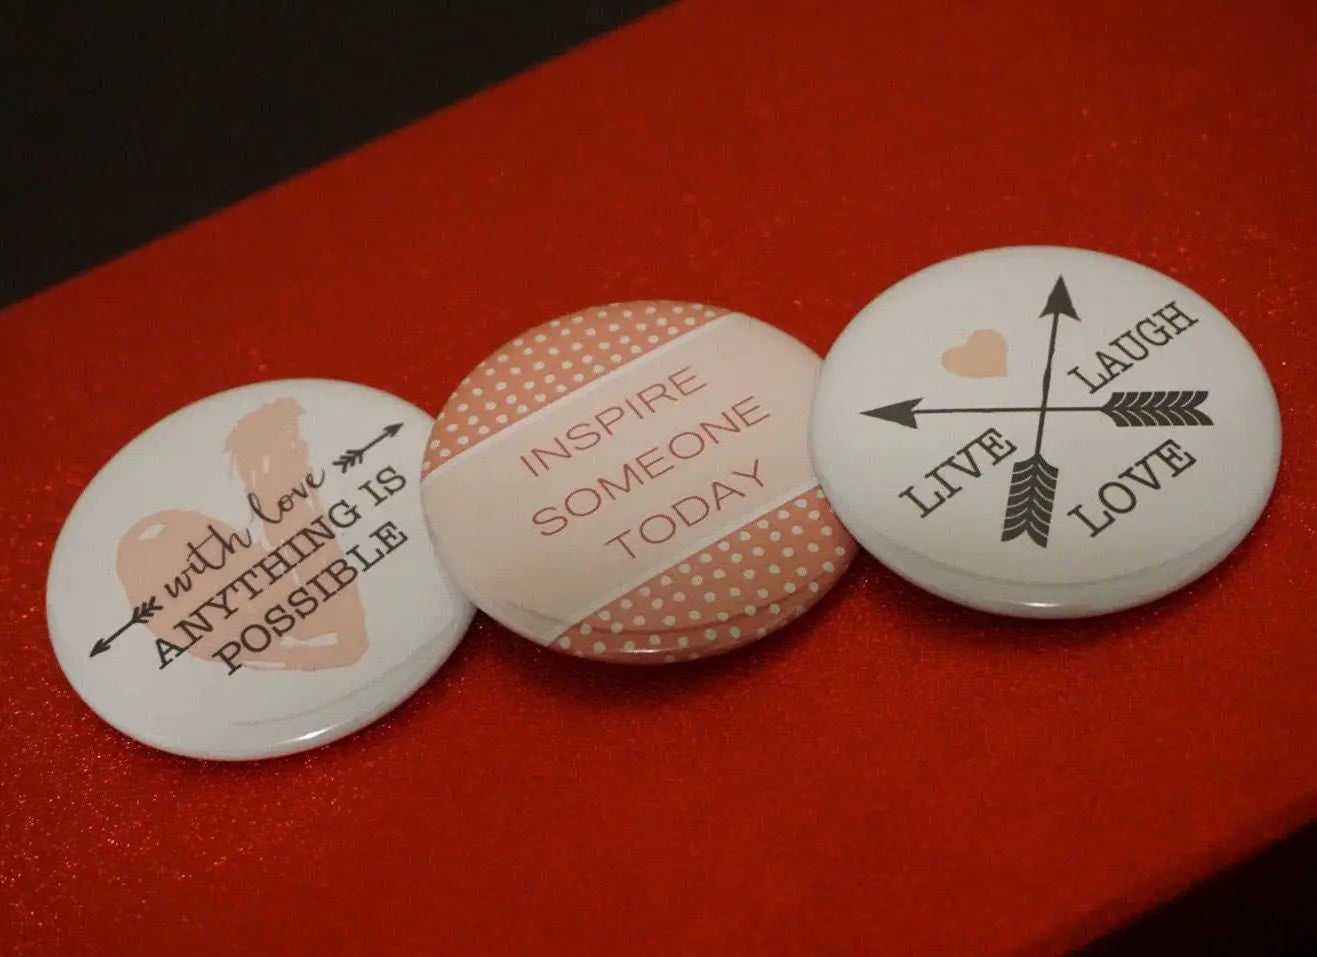 with love
ANYTHING IS
POSSIBLE
INSPIRE
SOMEONE
TODAY
LIVE
LAUGH
LOVE